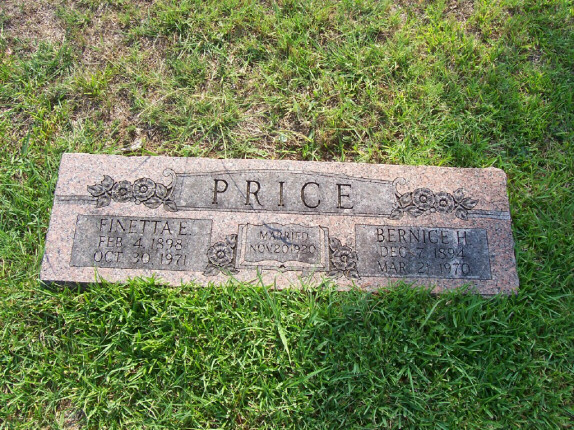 PRICE
FINETTA E.
FEB. 4, 1898
OCT. 30, 1971
MARRIED
NOV. 20, 1920
BERNICE H.
DEC. 7, 1894
MAR. 21, 1970